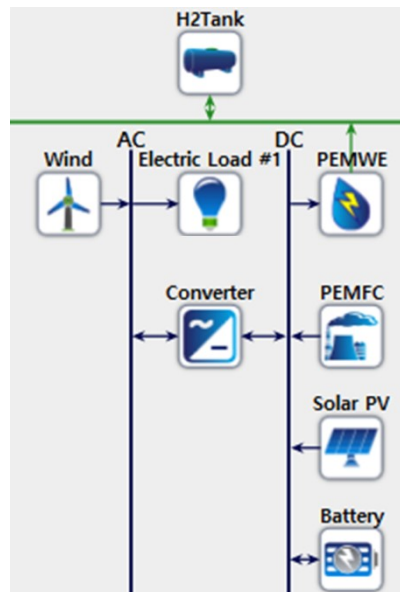 H2Tank
AC DC
Wind Electric Load #1 PEMWE
Converter PEMFC
Solar PV
Battery